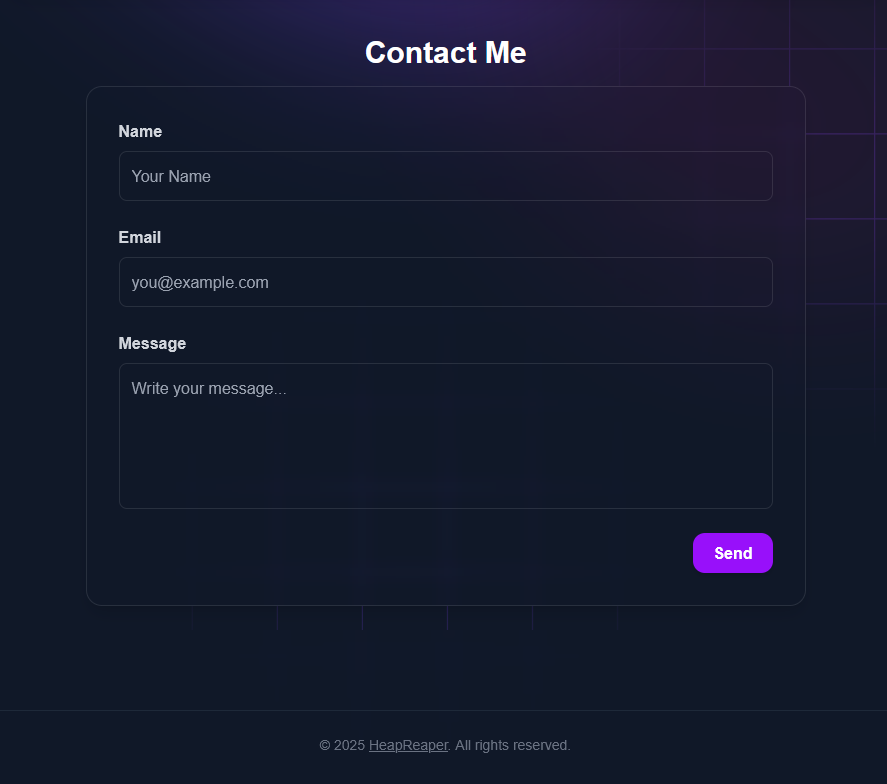 Contact Me
Name
Your Name
Email
you@example.com
Message
Write your message...
Send
© 2025 HeapReaper. All rights reserved.